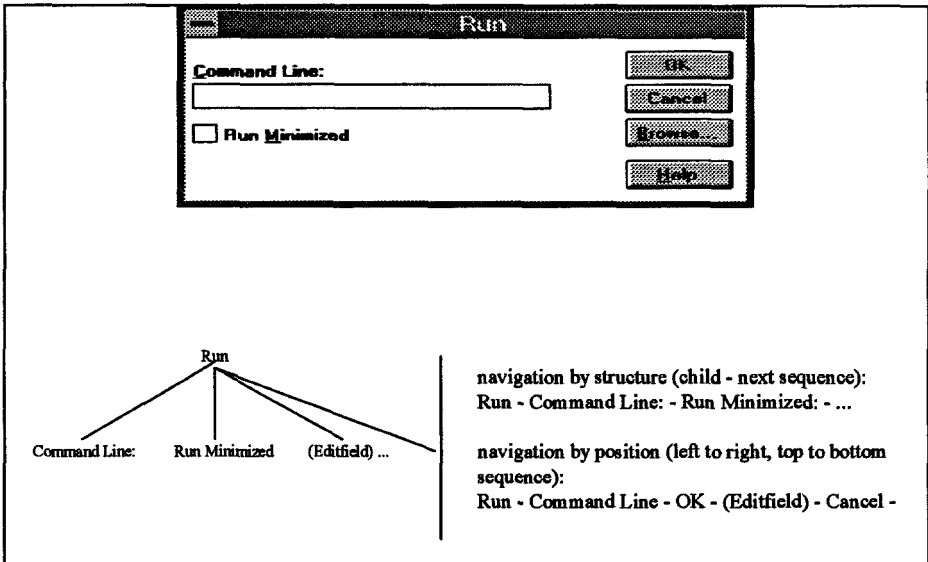 Run
Command Line:
OK
Cancel
Run Minimized
Browse...
Help
Run
Command Line:
Run Minimized
(Editfield) ...
navigation by structure (child - next sequence):
Run - Command Line: - Run Minimized: - ...
navigation by position (left to right, top to bottom
sequence):
Run - Command Line - OK - (Editfield) - Cancel -